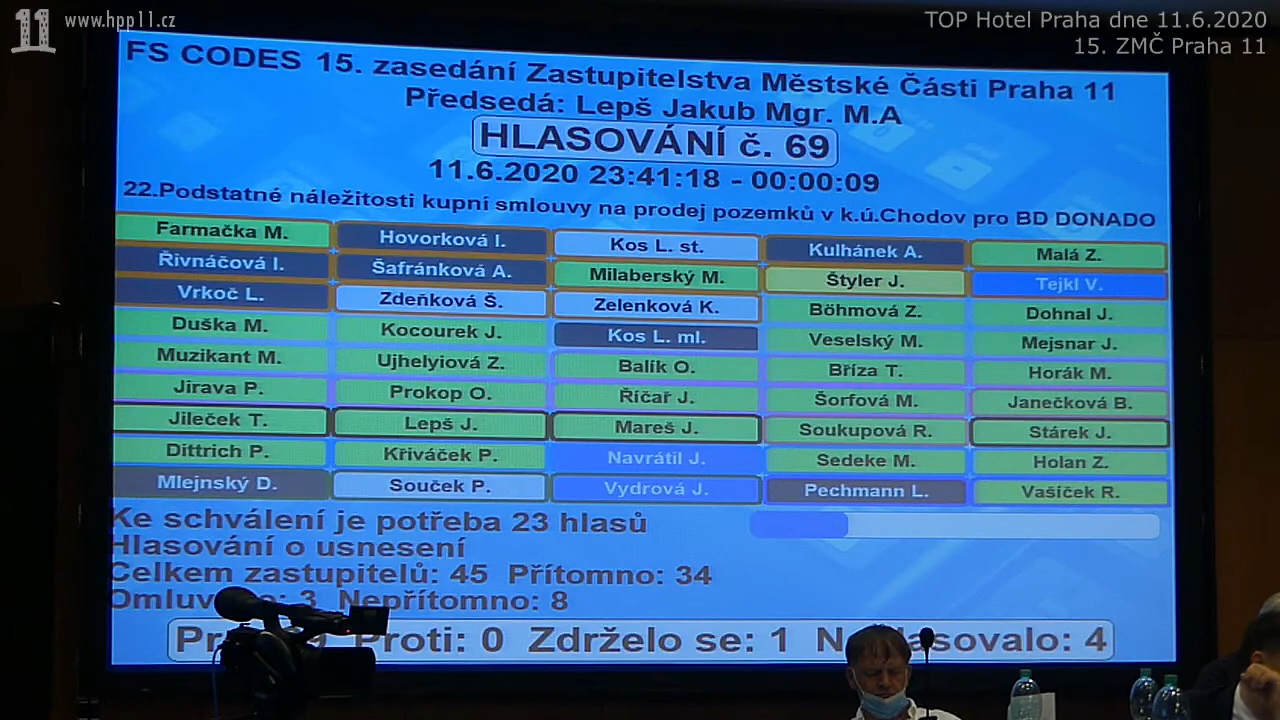 11 www.hpp11.cz
TOP Hotel Praha dne 11.6.2020
15. ZMČ Praha 11
FS CODES 15. zasedání Zastupitelstva Městské Části Praha 11
Předsedá: Lepš Jakub Mgr. M.A
HLASOVÁNÍ č. 69
11.6.2020 23:41:18 - 00:00:09
22.Podstatné náležitosti kupní smlouvy na prodej pozemků v k.ú.Chodov pro BD DONADO
Farmačka M. Hovorková I. Kos L. st. Kulhánek A. Malá Z.
Řivnáčová I. Šafránková A. Milaberský M. Štyler J. Tejkl V.
Vrkoč L. Zdeňková Š. Zelenková K. Böhmová Z. Dohnal J.
Duška M. Kocourek J. Kos L. ml. Veselský M. Mejsnar J.
Muzikant M. Ujhelyiová Z. Balík O. Bříza T. Horák M.
Jirava P. Prokop O. Říčař J. Šorfová M. Janečková B.
Jileček T. Lepš J. Mareš J. Soukupová R. Stárek J.
Dittrich P. Křiváček P. Navrátil J. Sedeke M. Holan Z.
Mlejnský D. Souček P. Vydrová J. Pechmann L. Vašíček R.
Ke schválení je potřeba 23 hlasů
Hlasování o usnesení
Celkem zastupitelů: 45 Přítomno: 34
3 Nepřítomno: 8
Proti: 0 Zdrželo se: 1 4